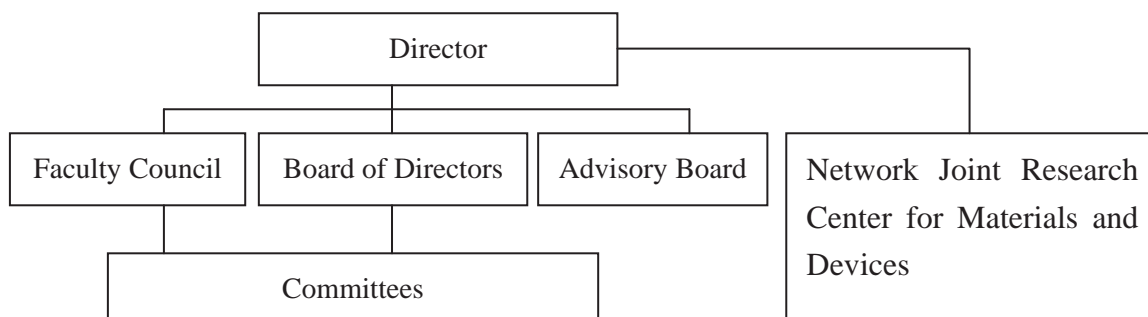 Director
Faculty Council
Board of Directors
Advisory Board
Network Joint Research
Center for Materials and
Devices
Committees